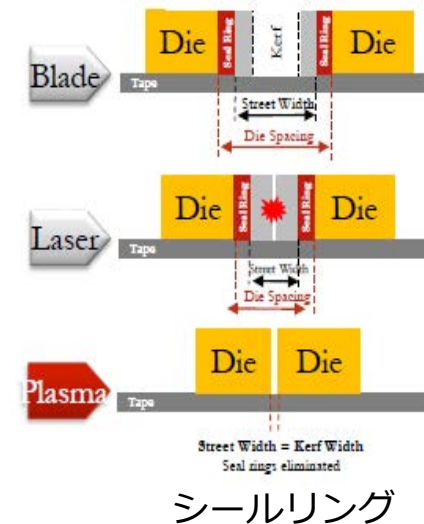 Blade
Die
Seal Ring
Kerf
Seal Ring
Die
Tape
Street Width
Die Spacing
Laser
Die
Seal Ring
Seal Ring
Die
Tape
Street Width
Die Spacing
Plasma
Die
Die
Tape
Street Width = Kerf Width
Seal rings eliminated
シールリング